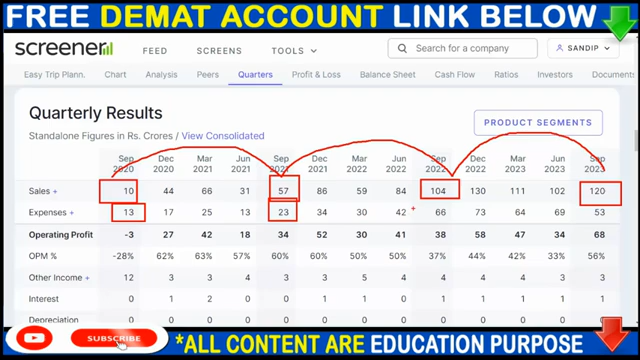 FREE DEMAT ACCOUNT LINK BELOW
screener FEED SCREENS TOOLS Search for a company SANDIP
Easy Trip Plann. Chart Analysis Peers Quarters Profit & Loss Balance Sheet Cash Flow Ratios Investors Documents
Quarterly Results
PRODUCT SEGMENTS
Standalone Figures in Rs. Crores / View Consolidated
Sep Dec Mar Jun Sep Dec Mar Jun Sep Dec Mar Jun Sep
2020 2020 2021 2021 2021 2021 2022 2022 2022 2022 2023 2023 2023
Sales + 10 44 66 31 57 86 59 84 104 130 111 102 120
Expenses + 13 17 25 13 23 34 30 42 66 73 64 69 53
Operating Profit -3 27 42 18 34 52 30 41 38 58 47 34 68
OPM % -28% 62% 63% 57% 60% 60% 50% 50% 37% 44% 42% 33% 56%
Other Income + 12 3 3 4 3 3 5 4 4 4 4 3 3
Interest 0 1 2 0 0 0 1 0 1 1 2 1 1
Depreciation
SUBSCRIBE *ALL CONTENT ARE EDUCATION PURPOSE